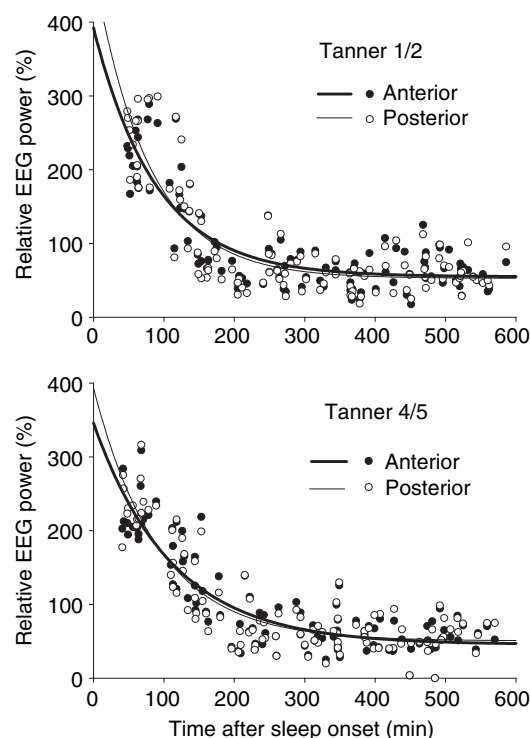 400
Tanner 1/2
Anterior
Posterior
300
200
100
0
Relative EEG power (%)
0 100 200 300 400 500 600
400
Tanner 4/5
Anterior
Posterior
300
200
100
0
Relative EEG power (%)
0 100 200 300 400 500 600
Time after sleep onset (min)